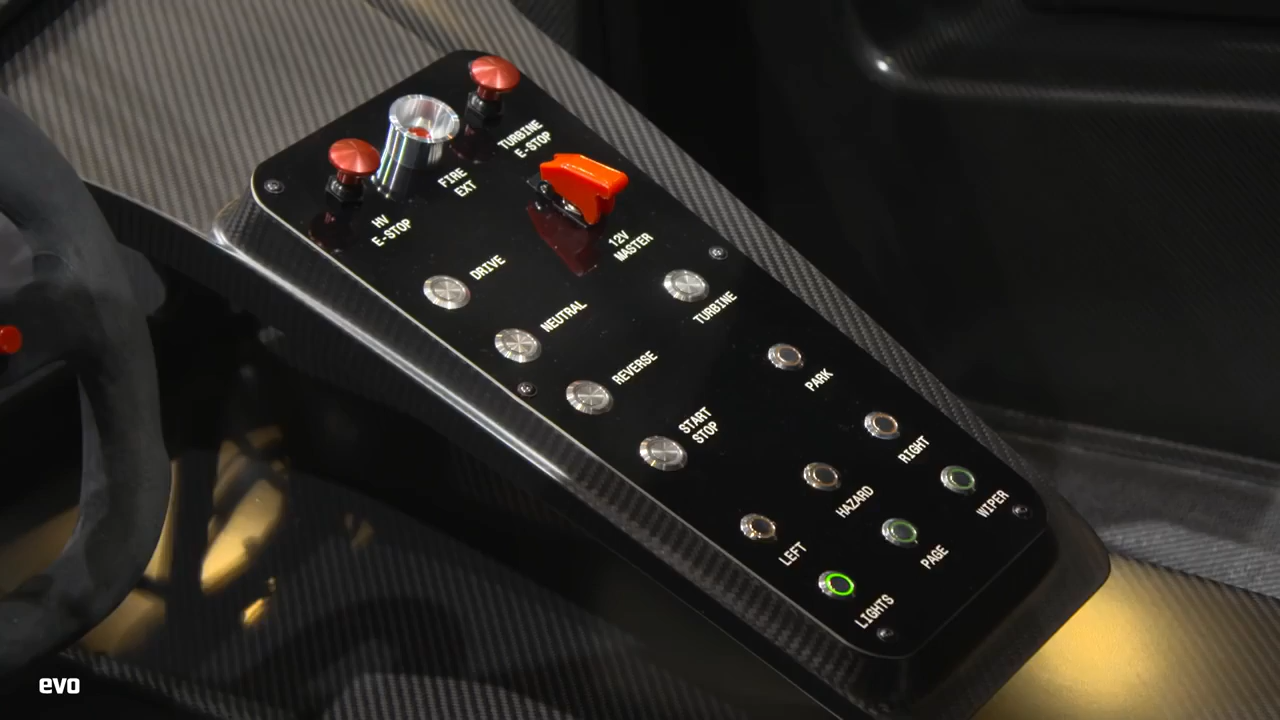 TURBINE
E-STOP
FIRE
EXT
HV
E-STOP
12V
MASTER
DRIVE
NEUTRAL
TURBINE
REVERSE
PARK
START
STOP
RIGHT
HAZARD
WIPER
LEFT
PAGE
LIGHTS
evo